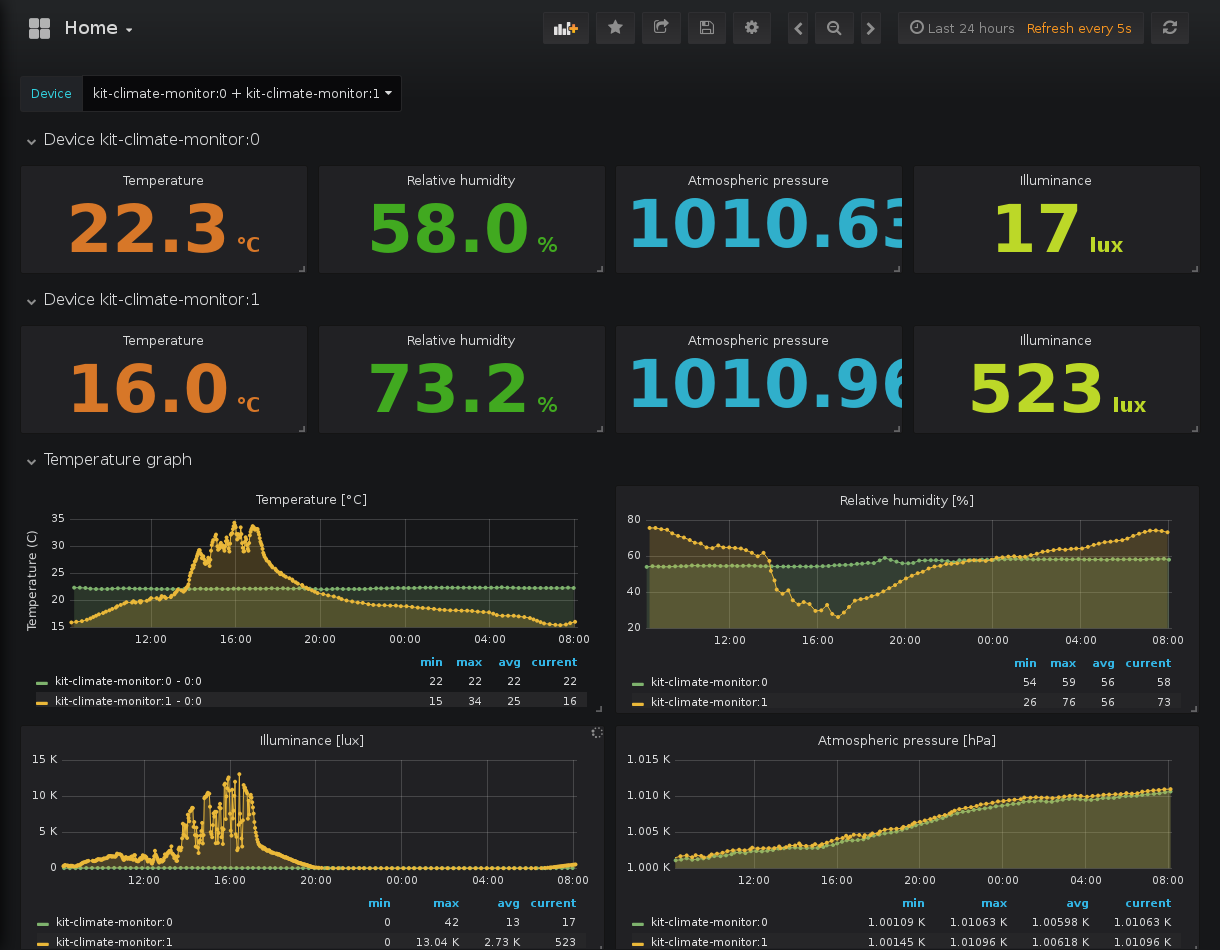 Home
Last 24 hours Refresh every 5s
Device kit-climate-monitor:0 + kit-climate-monitor:1
Device kit-climate-monitor:0
Temperature Relative humidity Atmospheric pressure Illuminance
22.3 °C 58.0 % 1010.63 17 lux
Device kit-climate-monitor:1
Temperature Relative humidity Atmospheric pressure Illuminance
16.0 °C 73.2 % 1010.96 523 lux
Temperature graph
Temperature [°C]
Temperature (C)
35
30
25
20
15
12:00 16:00 20:00 00:00 04:00 08:00
min max avg current
kit-climate-monitor:0 - 0:0 22 22 22 22
kit-climate-monitor:1 - 0:0 15 34 25 16
Relative humidity [%]
80
60
40
20
12:00 16:00 20:00 00:00 04:00 08:00
min max avg current
kit-climate-monitor:0 54 59 56 58
kit-climate-monitor:1 26 76 56 73
Illuminance [lux]
15 K
10 K
5 K
0
12:00 16:00 20:00 00:00 04:00 08:00
min max avg current
kit-climate-monitor:0 0 42 13 17
kit-climate-monitor:1 0 13.04 K 2.73 K 523
Atmospheric pressure [hPa]
1.015 K
1.010 K
1.005 K
1.000 K
12:00 16:00 20:00 00:00 04:00 08:00
min max avg current
kit-climate-monitor:0 1.00109 K 1.01063 K 1.00598 K 1.01063 K
kit-climate-monitor:1 1.00145 K 1.01096 K 1.00618 K 1.01096 K